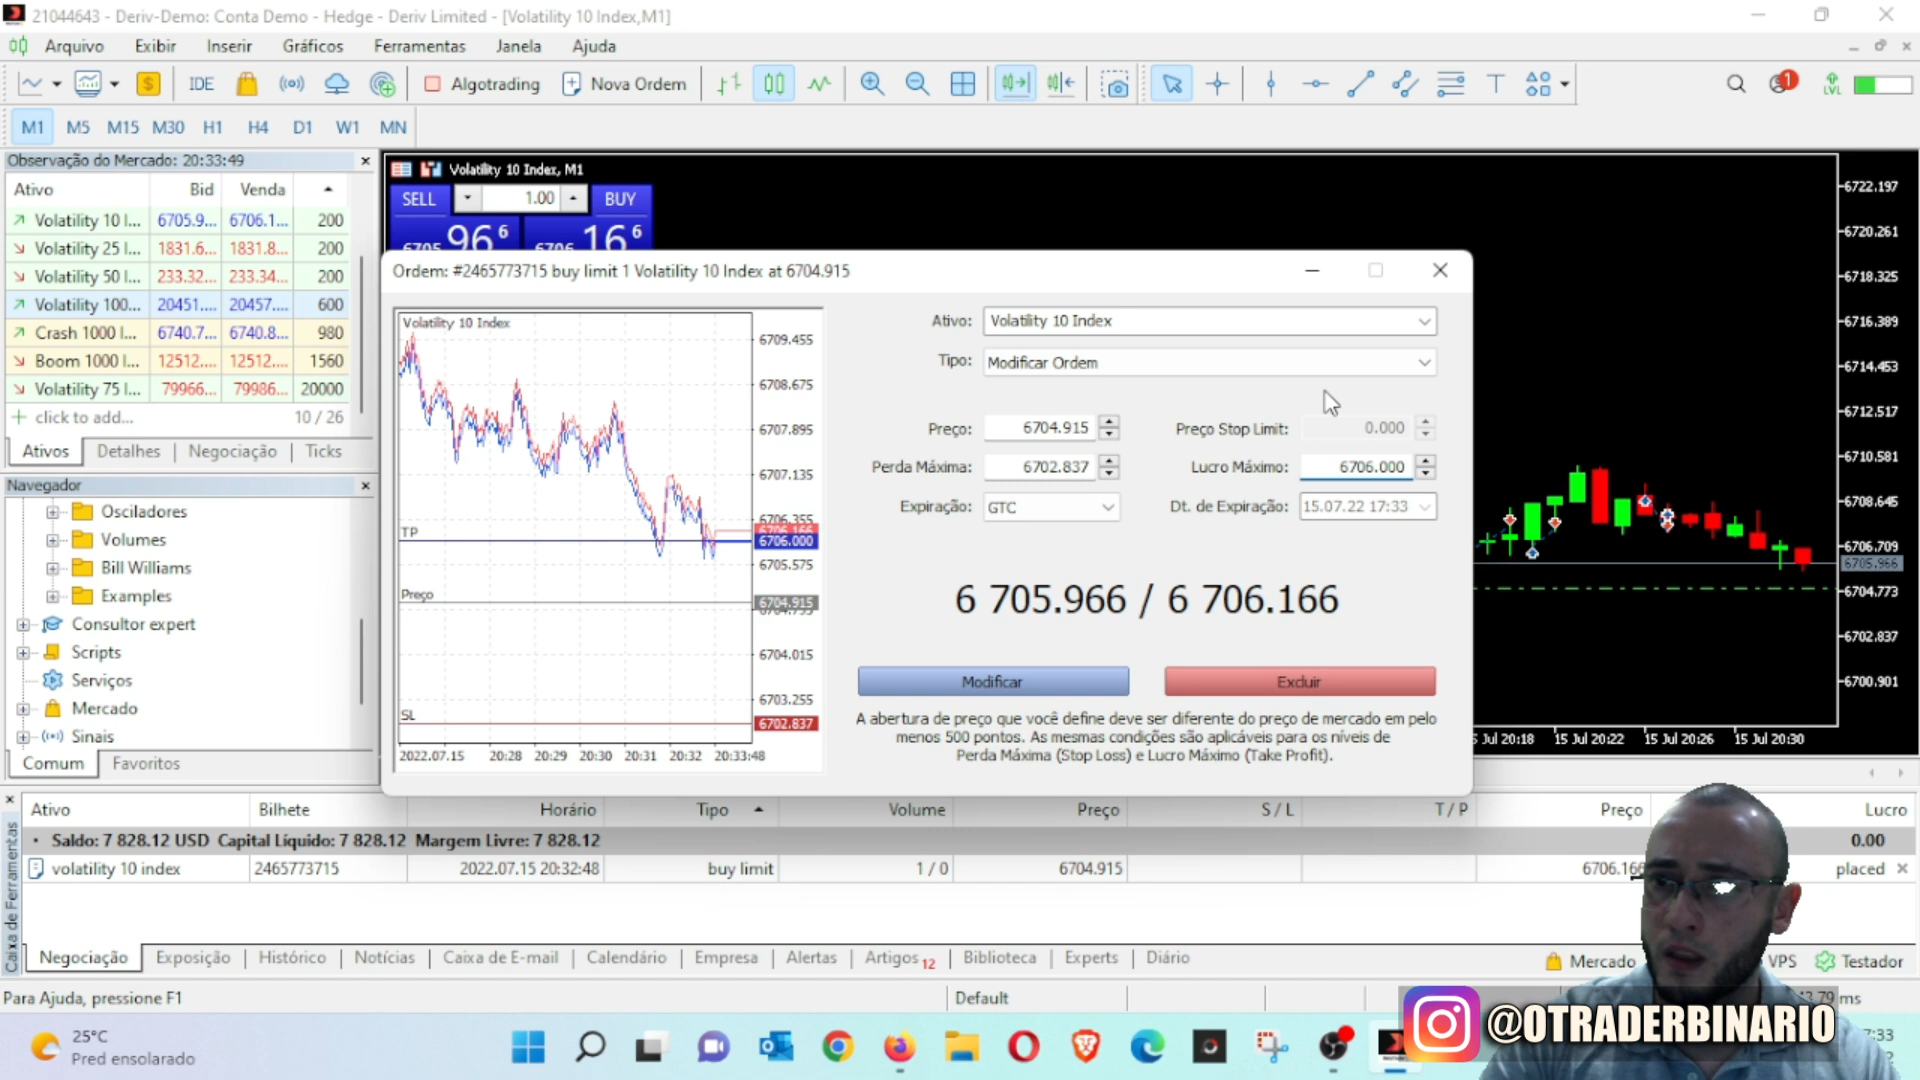 21044643 - Deriv-Demo: Conta Demo - Hedge - Deriv Limited - [Volatility 10 Index,M1]
Arquivo Exibir Inserir Gráficos Ferramentas Janela Ajuda
IDE Algotrading Nova Ordem 1 LVL
M1 M5 M15 M30 H1 H4 D1 W1 MN
Observação do Mercado: 20:33:49
Ativo Bid Venda
Volatility 10 I... 6705.9... 6706.1... 200
Volatility 25 I... 1831.6... 1831.8... 200
Volatility 50 I... 233.32... 233.34... 200
Volatility 100... 20451.... 20457.... 600
Crash 1000 I... 6740.7... 6740.8... 980
Boom 1000 I... 12512.... 12512.... 1560
Volatility 75 I... 79966... 79986... 20000
click to add... 10 / 26
Ativos Detalhes Negociação Ticks
Navegador
Osciladores
Volumes
Bill Williams
Examples
Consultor expert
Scripts
Serviços
Mercado
Sinais
Comum Favoritos
Volatility 10 Index, M1
SELL 1.00 BUY
6705 96 6 6706 16 6
6722.197
6720.261
6718.325
6716.389
6714.453
6712.517
6710.581
6708.645
6706.709
6705.966
6704.773
6702.837
6700.901
Jul 20:18 15 Jul 20:22 15 Jul 20:26 15 Jul 20:30
Ordem: #2465773715 buy limit 1 Volatility 10 Index at 6704.915
Volatility 10 Index
6709.455
6708.675
6707.895
6707.135
6706.355
6706.166
TP 6706.000
6705.575
Preço 6704.915
6704.015
6703.255
SL 6702.837
2022.07.15 20:28 20:29 20:30 20:31 20:32 20:33:48
Ativo: Volatility 10 Index
Tipo: Modificar Ordem
Preço: 6704.915 Preço Stop Limit: 0.000
Perda Máxima: 6702.837 Lucro Máximo: 6706.000
Expiração: GTC Dt. de Expiração: 15.07.22 17:33
6 705.966 / 6 706.166
Modificar Excluir
A abertura de preço que você define deve ser diferente do preço de mercado em pelo
menos 500 pontos. As mesmas condições são aplicáveis para os níveis de
Perda Máxima (Stop Loss) e Lucro Máximo (Take Profit).
Caixa de Ferramentas
Ativo Bilhete Horário Tipo Volume Preço S / L T / P Preço Lucro
Saldo: 7 828.12 USD Capital Líquido: 7 828.12 Margem Livre: 7 828.12 0.00
volatility 10 index 2465773715 2022.07.15 20:32:48 buy limit 1 / 0 6704.915 6706.166 placed
Negociação Exposição Histórico Notícias Caixa de E-mail Calendário Empresa Alertas Artigos 12 Biblioteca Experts Diário Mercado VPS Testador
Para Ajuda, pressione F1 Default ms
25°C
Pred ensolarado
@OTRADERBINARIO